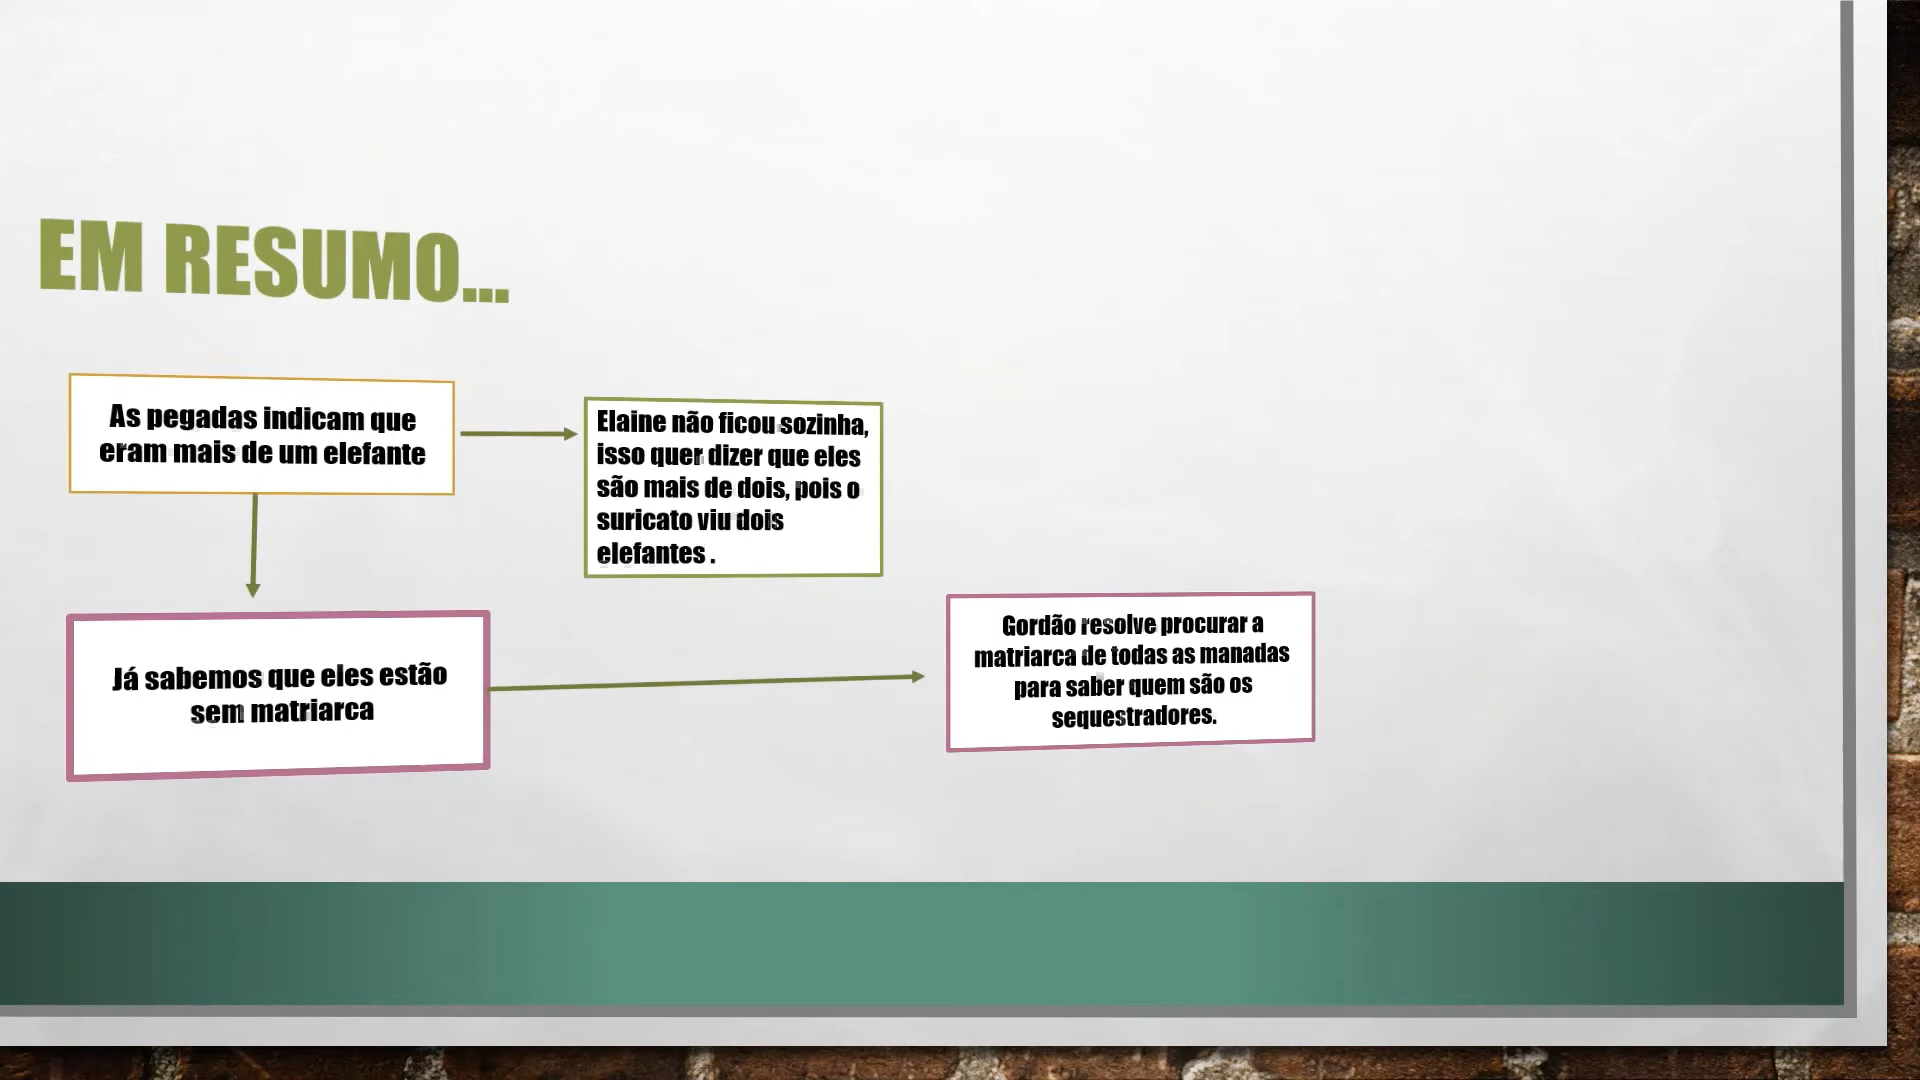 EM RESUMO...
As pegadas indicam que
eram mais de um elefante
Elaine não ficou sozinha,
isso quer dizer que eles
são mais de dois, pois o
suricato viu dois
elefantes .
Já sabemos que eles estão
sem matriarca
Gordão resolve procurar a
matriarca de todas as manadas
para saber quem são os
sequestradores.